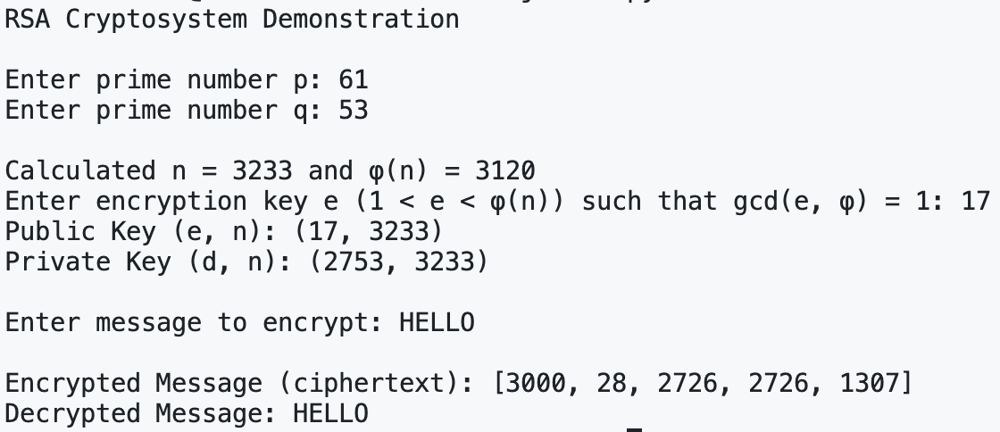 RSA Cryptosystem Demonstration
Enter prime number p: 61
Enter prime number q: 53
Calculated n = 3233 and φ(n) = 3120
Enter encryption key e (1 < e < φ(n)) such that gcd(e, φ) = 1: 17
Public Key (e, n): (17, 3233)
Private Key (d, n): (2753, 3233)
Enter message to encrypt: HELLO
Encrypted Message (ciphertext): [3000, 28, 2726, 2726, 1307]
Decrypted Message: HELLO